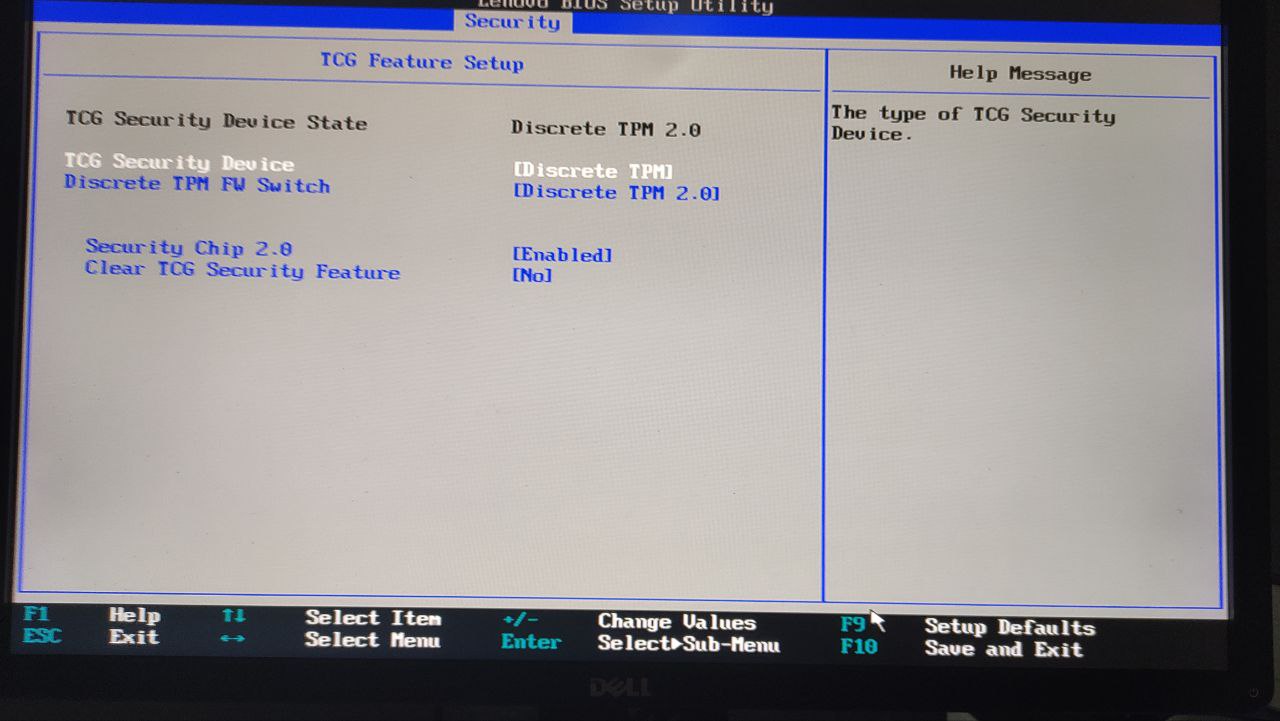 Lenovo BIOS Setup Utility
Security
TCG Feature Setup
Help Message
TCG Security Device State Discrete TPM 2.0
The type of TCG Security
Device.
TCG Security Device [Discrete TPM]
Discrete TPM FW Switch [Discrete TPM 2.0]
Security Chip 2.0 [Enabled]
Clear TCG Security Feature [No]
F1 Help ↑↓ Select Item +/- Change Values F9 Setup Defaults
ESC Exit ↔ Select Menu Enter Select▶Sub-Menu F10 Save and Exit
DELL